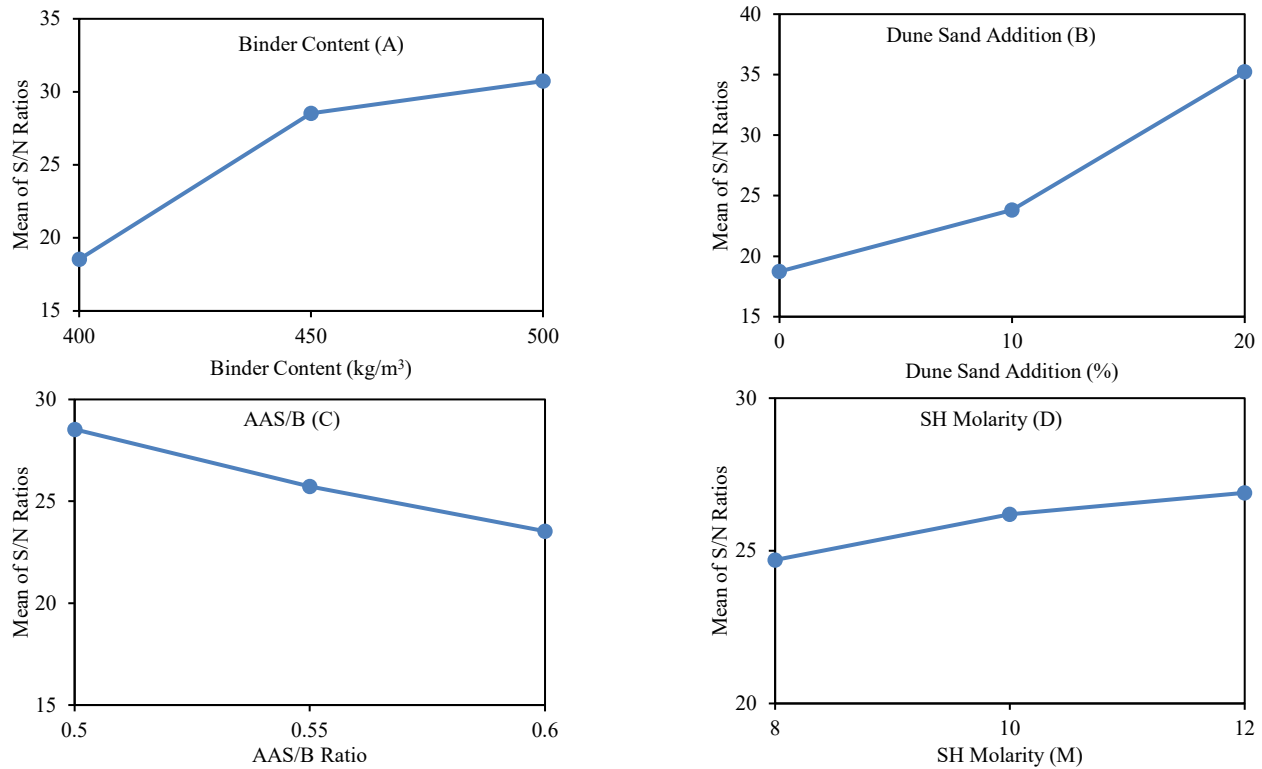 Binder Content (A)
Mean of S/N Ratios
35
30
25
20
15
400 450 500
Binder Content (kg/m³)
Dune Sand Addition (B)
Mean of S/N Ratios
40
35
30
25
20
15
0 10 20
Dune Sand Addition (%)
AAS/B (C)
Mean of S/N Ratios
30
25
20
15
0.5 0.55 0.6
AAS/B Ratio
SH Molarity (D)
Mean of S/N Ratios
30
25
20
8 10 12
SH Molarity (M)